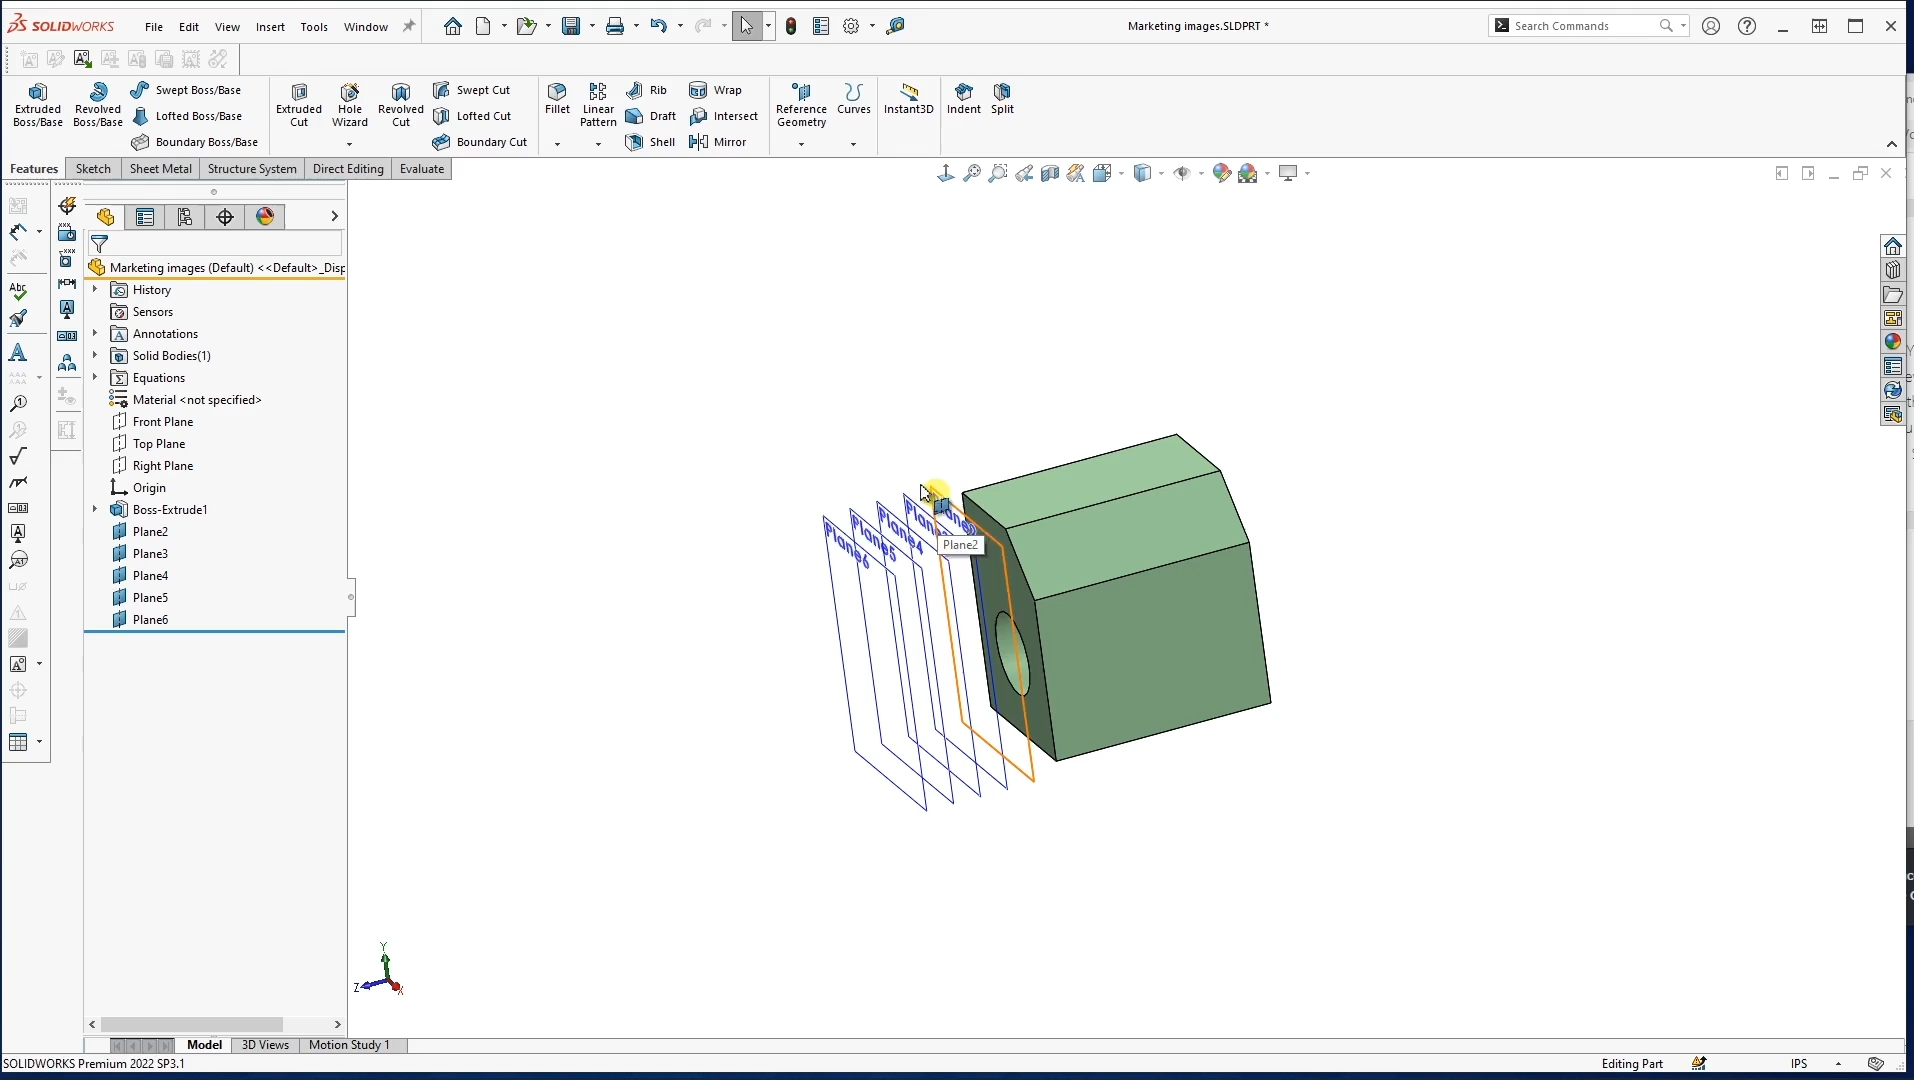 SOLIDWORKS File Edit View Insert Tools Window
Marketing images.SLDPRT *
Search Commands
Extruded Boss/Base
Revolved Boss/Base
Swept Boss/Base
Lofted Boss/Base
Boundary Boss/Base
Extruded Cut
Hole Wizard
Revolved Cut
Swept Cut
Lofted Cut
Boundary Cut
Fillet
Linear Pattern
Rib
Draft
Shell
Wrap
Intersect
Mirror
Reference Geometry
Curves
Instant3D
Indent
Split
Features Sketch Sheet Metal Structure System Direct Editing Evaluate
Marketing images (Default) <<Default>_Disp
History
Sensors
Annotations
Solid Bodies(1)
Equations
Material <not specified>
Front Plane
Top Plane
Right Plane
Origin
Boss-Extrude1
Plane2
Plane3
Plane4
Plane5
Plane6
Plane6
Plane5
Plane4
Plane2
Y
Z
X
Model 3D Views Motion Study 1
SOLIDWORKS Premium 2022 SP3.1
Editing Part
IPS